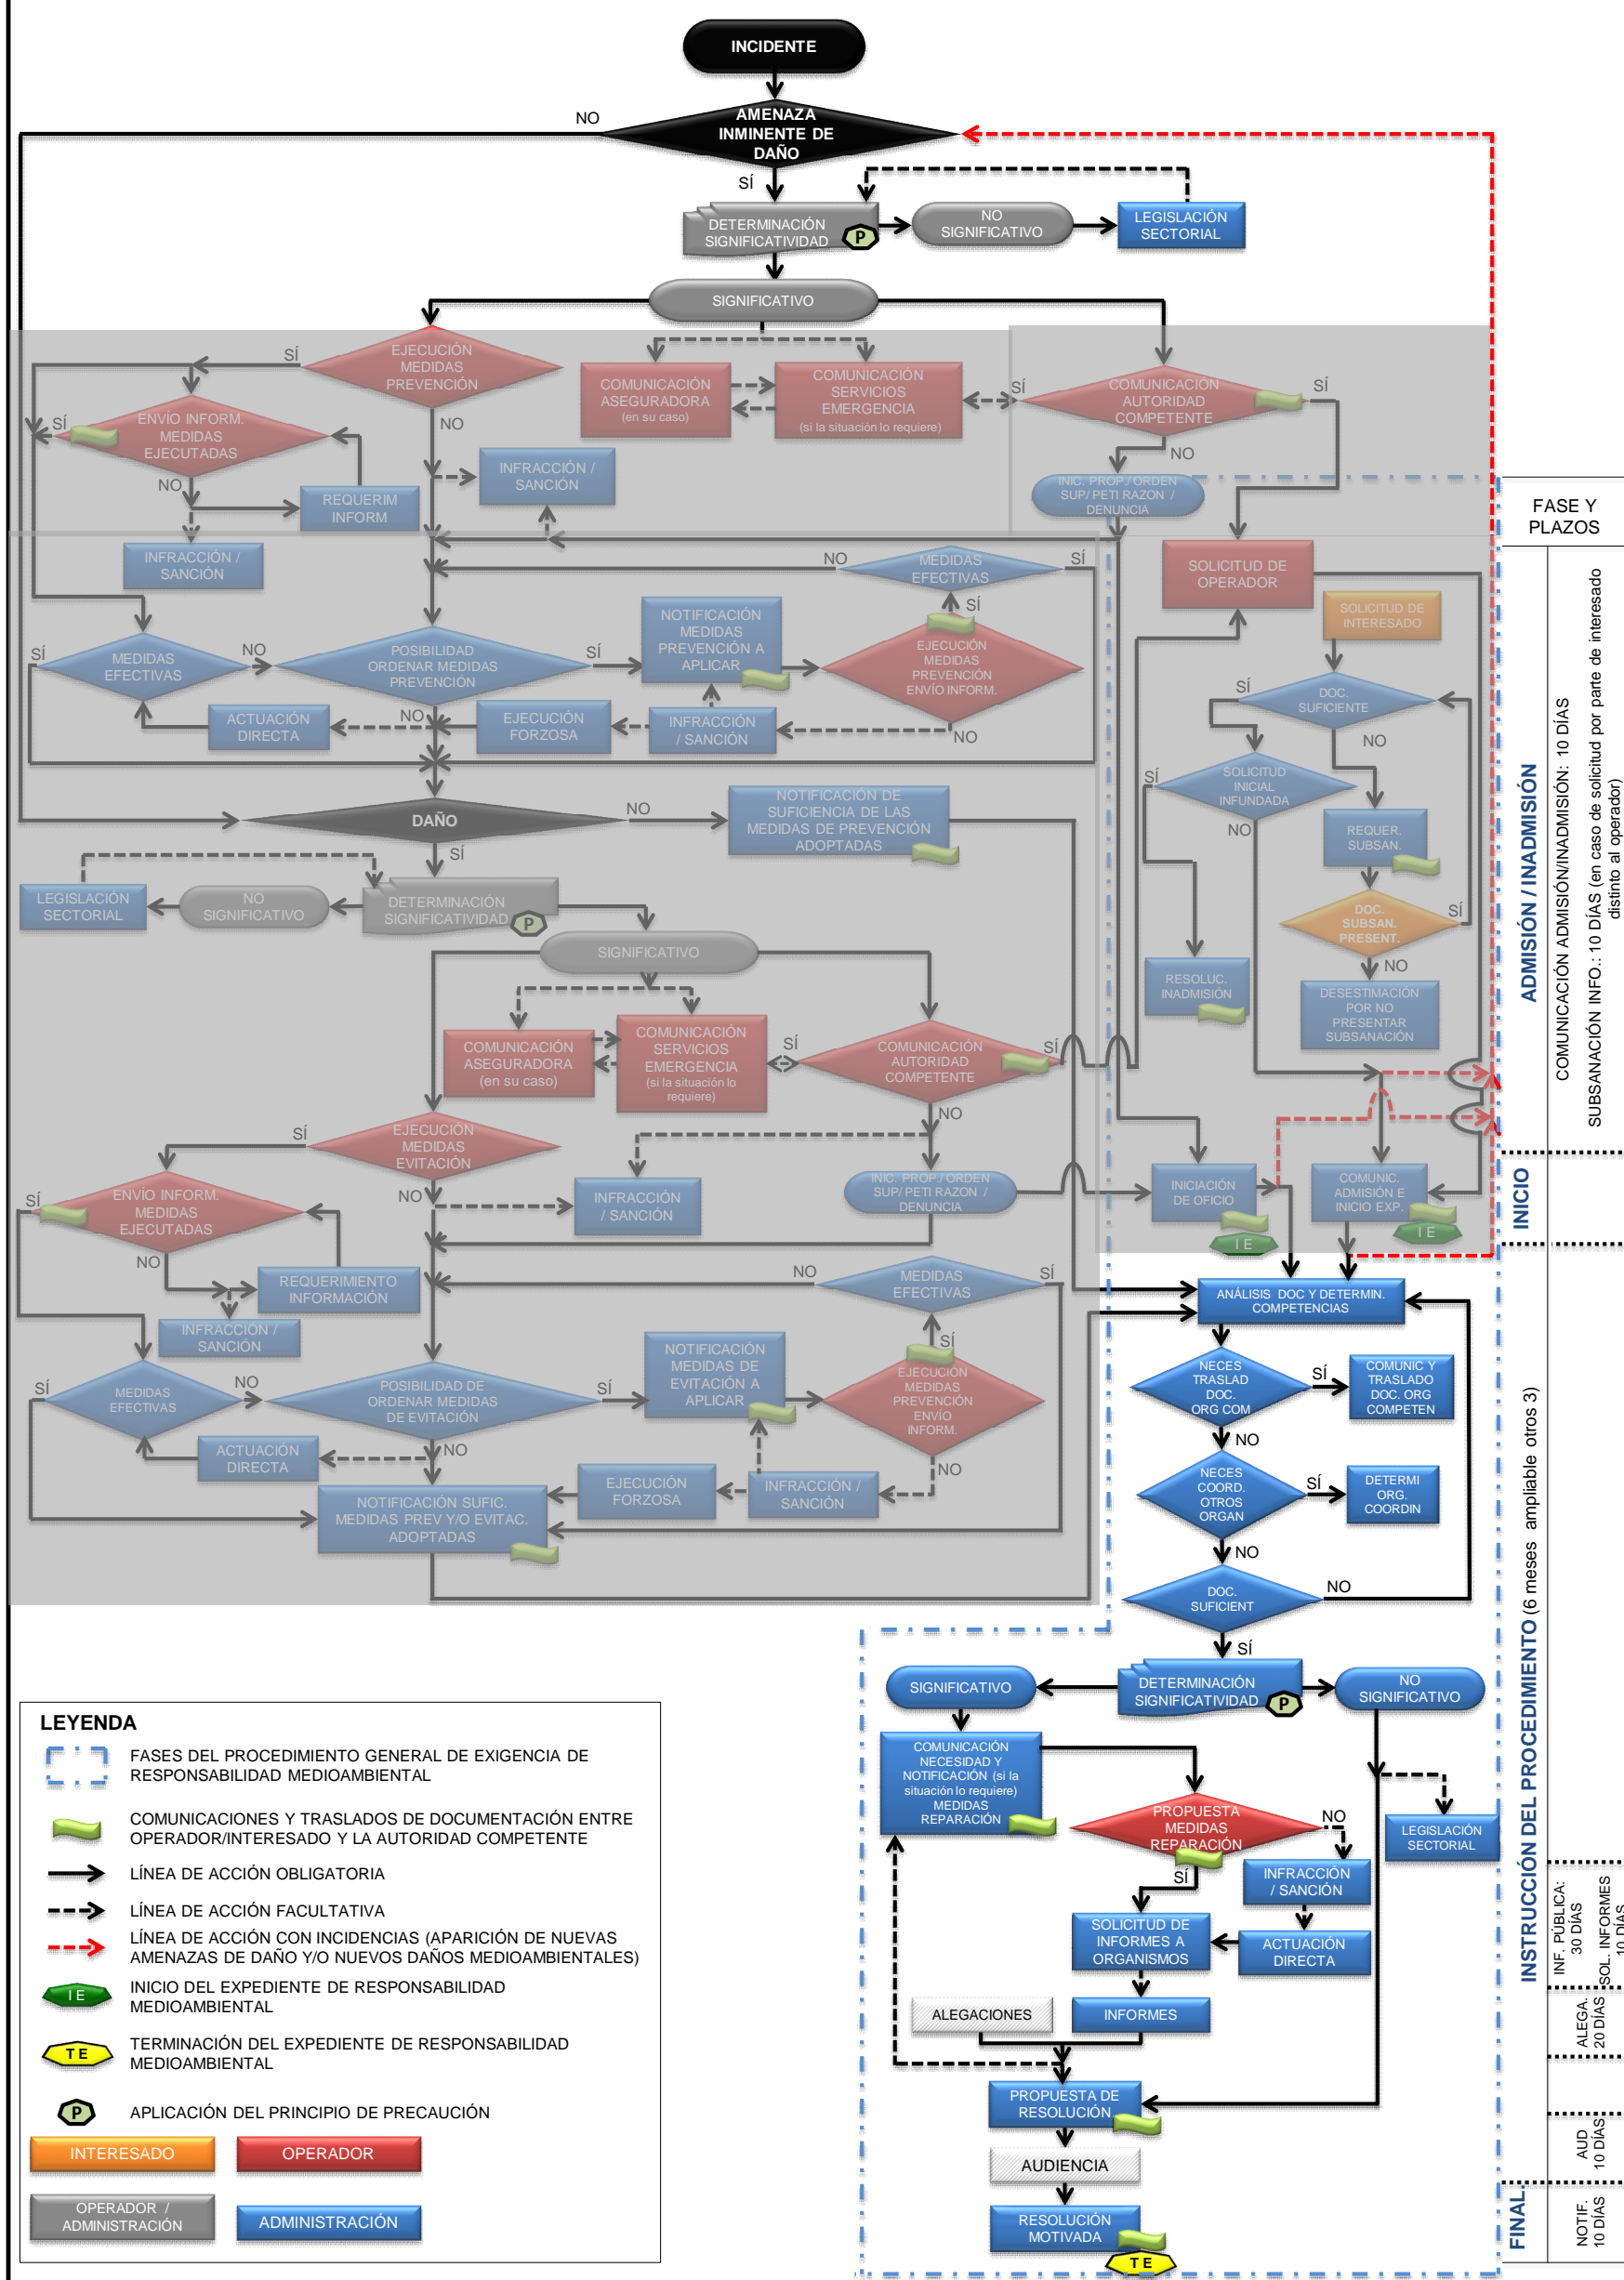 INCIDENTE
NO
AMENAZA
INMINENTE DE
DAÑO
SÍ
DETERMINACIÓN
SIGNIFICATIVIDAD
P
NO
SIGNIFICATIVO
LEGISLACIÓN
SECTORIAL
SIGNIFICATIVO
SÍ
EJECUCIÓN
MEDIDAS
PREVENCIÓN
NO
COMUNICACIÓN
ASEGURADORA
(en su caso)
COMUNICACIÓN
SERVICIOS
EMERGENCIA
(si la situación lo requiere)
SÍ
COMUNICACIÓN
AUTORIDAD
COMPETENTE
SÍ
NO
SÍ
ENVÍO INFORM.
MEDIDAS
EJECUTADAS
NO
REQUERIM
INFORM
INFRACCIÓN /
SANCIÓN
INFRACCIÓN /
SANCIÓN
INIC. PROP./ ORDEN
SUP/ PETI RAZON /
DENUNCIA
FASE Y
PLAZOS
NO
MEDIDAS
EFECTIVAS
SÍ
SOLICITUD DE
OPERADOR
SOLICITUD DE
INTERESADO
SÍ
MEDIDAS
EFECTIVAS
NO
POSIBILIDAD
ORDENAR MEDIDAS
PREVENCIÓN
SÍ
NOTIFICACIÓN
MEDIDAS
PREVENCIÓN A
APLICAR
SÍ
EJECUCIÓN
MEDIDAS
PREVENCIÓN
ENVÍO INFORM.
NO
ACTUACIÓN
DIRECTA
NO
EJECUCIÓN
FORZOSA
INFRACCIÓN
/ SANCIÓN
SÍ
DOC.
SUFICIENTE
NO
SÍ
SOLICITUD
INICIAL
INFUNDADA
NO
REQUER.
SUBSAN.
DOC.
SUBSAN.
PRESENT.
SÍ
NO
RESOLUC.
INADMISIÓN
DESESTIMACIÓN
POR NO
PRESENTAR
SUBSANACIÓN
ADMISIÓN / INADMISIÓN
COMUNICACIÓN ADMISIÓN/INADMISIÓN: 10 DÍAS
SUBSANACIÓN INFO.: 10 DÍAS (en caso de solicitud por parte de interesado
distinto al operador)
DAÑO
NO
SÍ
NOTIFICACIÓN DE
SUFICIENCIA DE LAS
MEDIDAS DE PREVENCIÓN
ADOPTADAS
LEGISLACIÓN
SECTORIAL
NO
SIGNIFICATIVO
DETERMINACIÓN
SIGNIFICATIVIDAD
P
SIGNIFICATIVO
COMUNICACIÓN
ASEGURADORA
(en su caso)
COMUNICACIÓN
SERVICIOS
EMERGENCIA
(si la situación lo
requiere)
SÍ
COMUNICACIÓN
AUTORIDAD
COMPETENTE
SÍ
NO
SÍ
EJECUCIÓN
MEDIDAS
EVITACIÓN
NO
INFRACCIÓN
/ SANCIÓN
INIC. PROP./ ORDEN
SUP/ PETI RAZON /
DENUNCIA
INICIACIÓN
DE OFICIO
I E
COMUNIC.
ADMISIÓN E
INICIO EXP.
I E
INICIO
SÍ
ENVÍO INFORM.
MEDIDAS
EJECUTADAS
NO
REQUERIMIENTO
INFORMACIÓN
INFRACCIÓN /
SANCIÓN
NO
MEDIDAS
EFECTIVAS
SÍ
SÍ
MEDIDAS
EFECTIVAS
NO
POSIBILIDAD DE
ORDENAR MEDIDAS
DE EVITACIÓN
SÍ
NOTIFICACIÓN
MEDIDAS DE
EVITACIÓN A
APLICAR
SÍ
EJECUCIÓN
MEDIDAS
PREVENCIÓN
ENVÍO
INFORM.
NO
ACTUACIÓN
DIRECTA
NO
EJECUCIÓN
FORZOSA
INFRACCIÓN /
SANCIÓN
NOTIFICACIÓN SUFIC.
MEDIDAS PREV Y/O EVITAC.
ADOPTADAS
ANÁLISIS DOC Y DETERMIN.
COMPETENCIAS
NECES
TRASLAD
DOC.
ORG COM
SÍ
COMUNIC Y
TRASLADO
DOC. ORG
COMPETEN
NO
NECES
COORD.
OTROS
ORGAN
SÍ
DETERMI
ORG.
COORDIN
NO
DOC.
SUFICIENT
NO
SÍ
SIGNIFICATIVO
DETERMINACIÓN
SIGNIFICATIVIDAD
P
NO
SIGNIFICATIVO
COMUNICACIÓN
NECESIDAD Y
NOTIFICACIÓN (si la
situación lo requiere)
MEDIDAS
REPARACIÓN
PROPUESTA
MEDIDAS
REPARACIÓN
NO
SÍ
LEGISLACIÓN
SECTORIAL
INFRACCIÓN
/ SANCIÓN
SOLICITUD DE
INFORMES A
ORGANISMOS
ACTUACIÓN
DIRECTA
ALEGACIONES
INFORMES
PROPUESTA DE
RESOLUCIÓN
AUDIENCIA
RESOLUCIÓN
MOTIVADA
T E
INSTRUCCIÓN DEL PROCEDIMIENTO (6 meses ampliable otros 3)
INF. PÚBLICA:
30 DÍAS
SOL. INFORMES
10 DÍAS
ALEGA.
20 DÍAS
AUD
10 DÍAS
FINAL.
NOTIF.
10 DÍAS
LEYENDA
FASES DEL PROCEDIMIENTO GENERAL DE EXIGENCIA DE
RESPONSABILIDAD MEDIOAMBIENTAL
COMUNICACIONES Y TRASLADOS DE DOCUMENTACIÓN ENTRE
OPERADOR/INTERESADO Y LA AUTORIDAD COMPETENTE
LÍNEA DE ACCIÓN OBLIGATORIA
LÍNEA DE ACCIÓN FACULTATIVA
LÍNEA DE ACCIÓN CON INCIDENCIAS (APARICIÓN DE NUEVAS
AMENAZAS DE DAÑO Y/O NUEVOS DAÑOS MEDIOAMBIENTALES)
I E
INICIO DEL EXPEDIENTE DE RESPONSABILIDAD
MEDIOAMBIENTAL
T E
TERMINACIÓN DEL EXPEDIENTE DE RESPONSABILIDAD
MEDIOAMBIENTAL
P
APLICACIÓN DEL PRINCIPIO DE PRECAUCIÓN
INTERESADO
OPERADOR
OPERADOR /
ADMINISTRACIÓN
ADMINISTRACIÓN